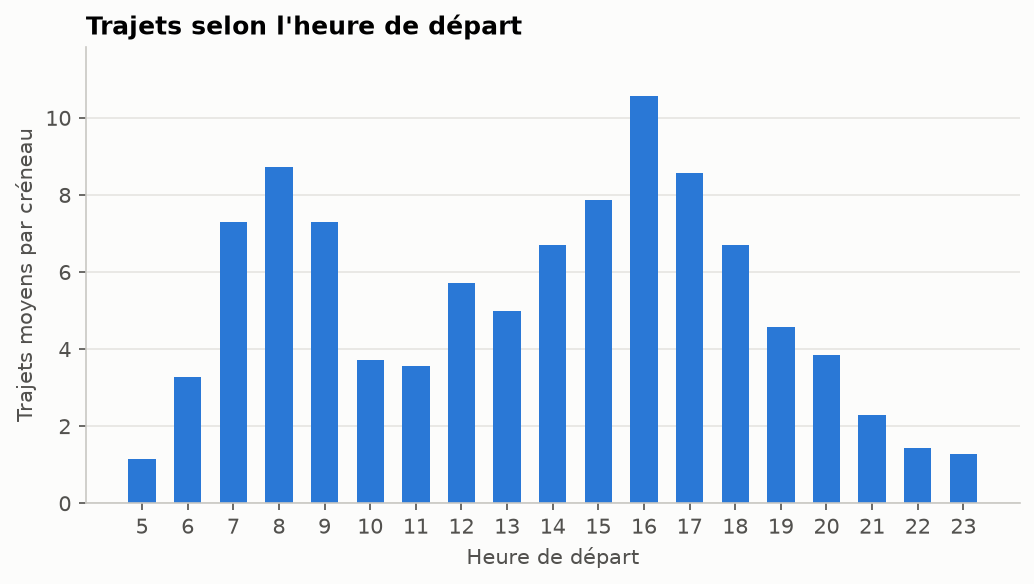 Trajets selon l'heure de départ
Trajets moyens par créneau
10
8
6
4
2
0
5 6 7 8 9 10 11 12 13 14 15 16 17 18 19 20 21 22 23
Heure de départ